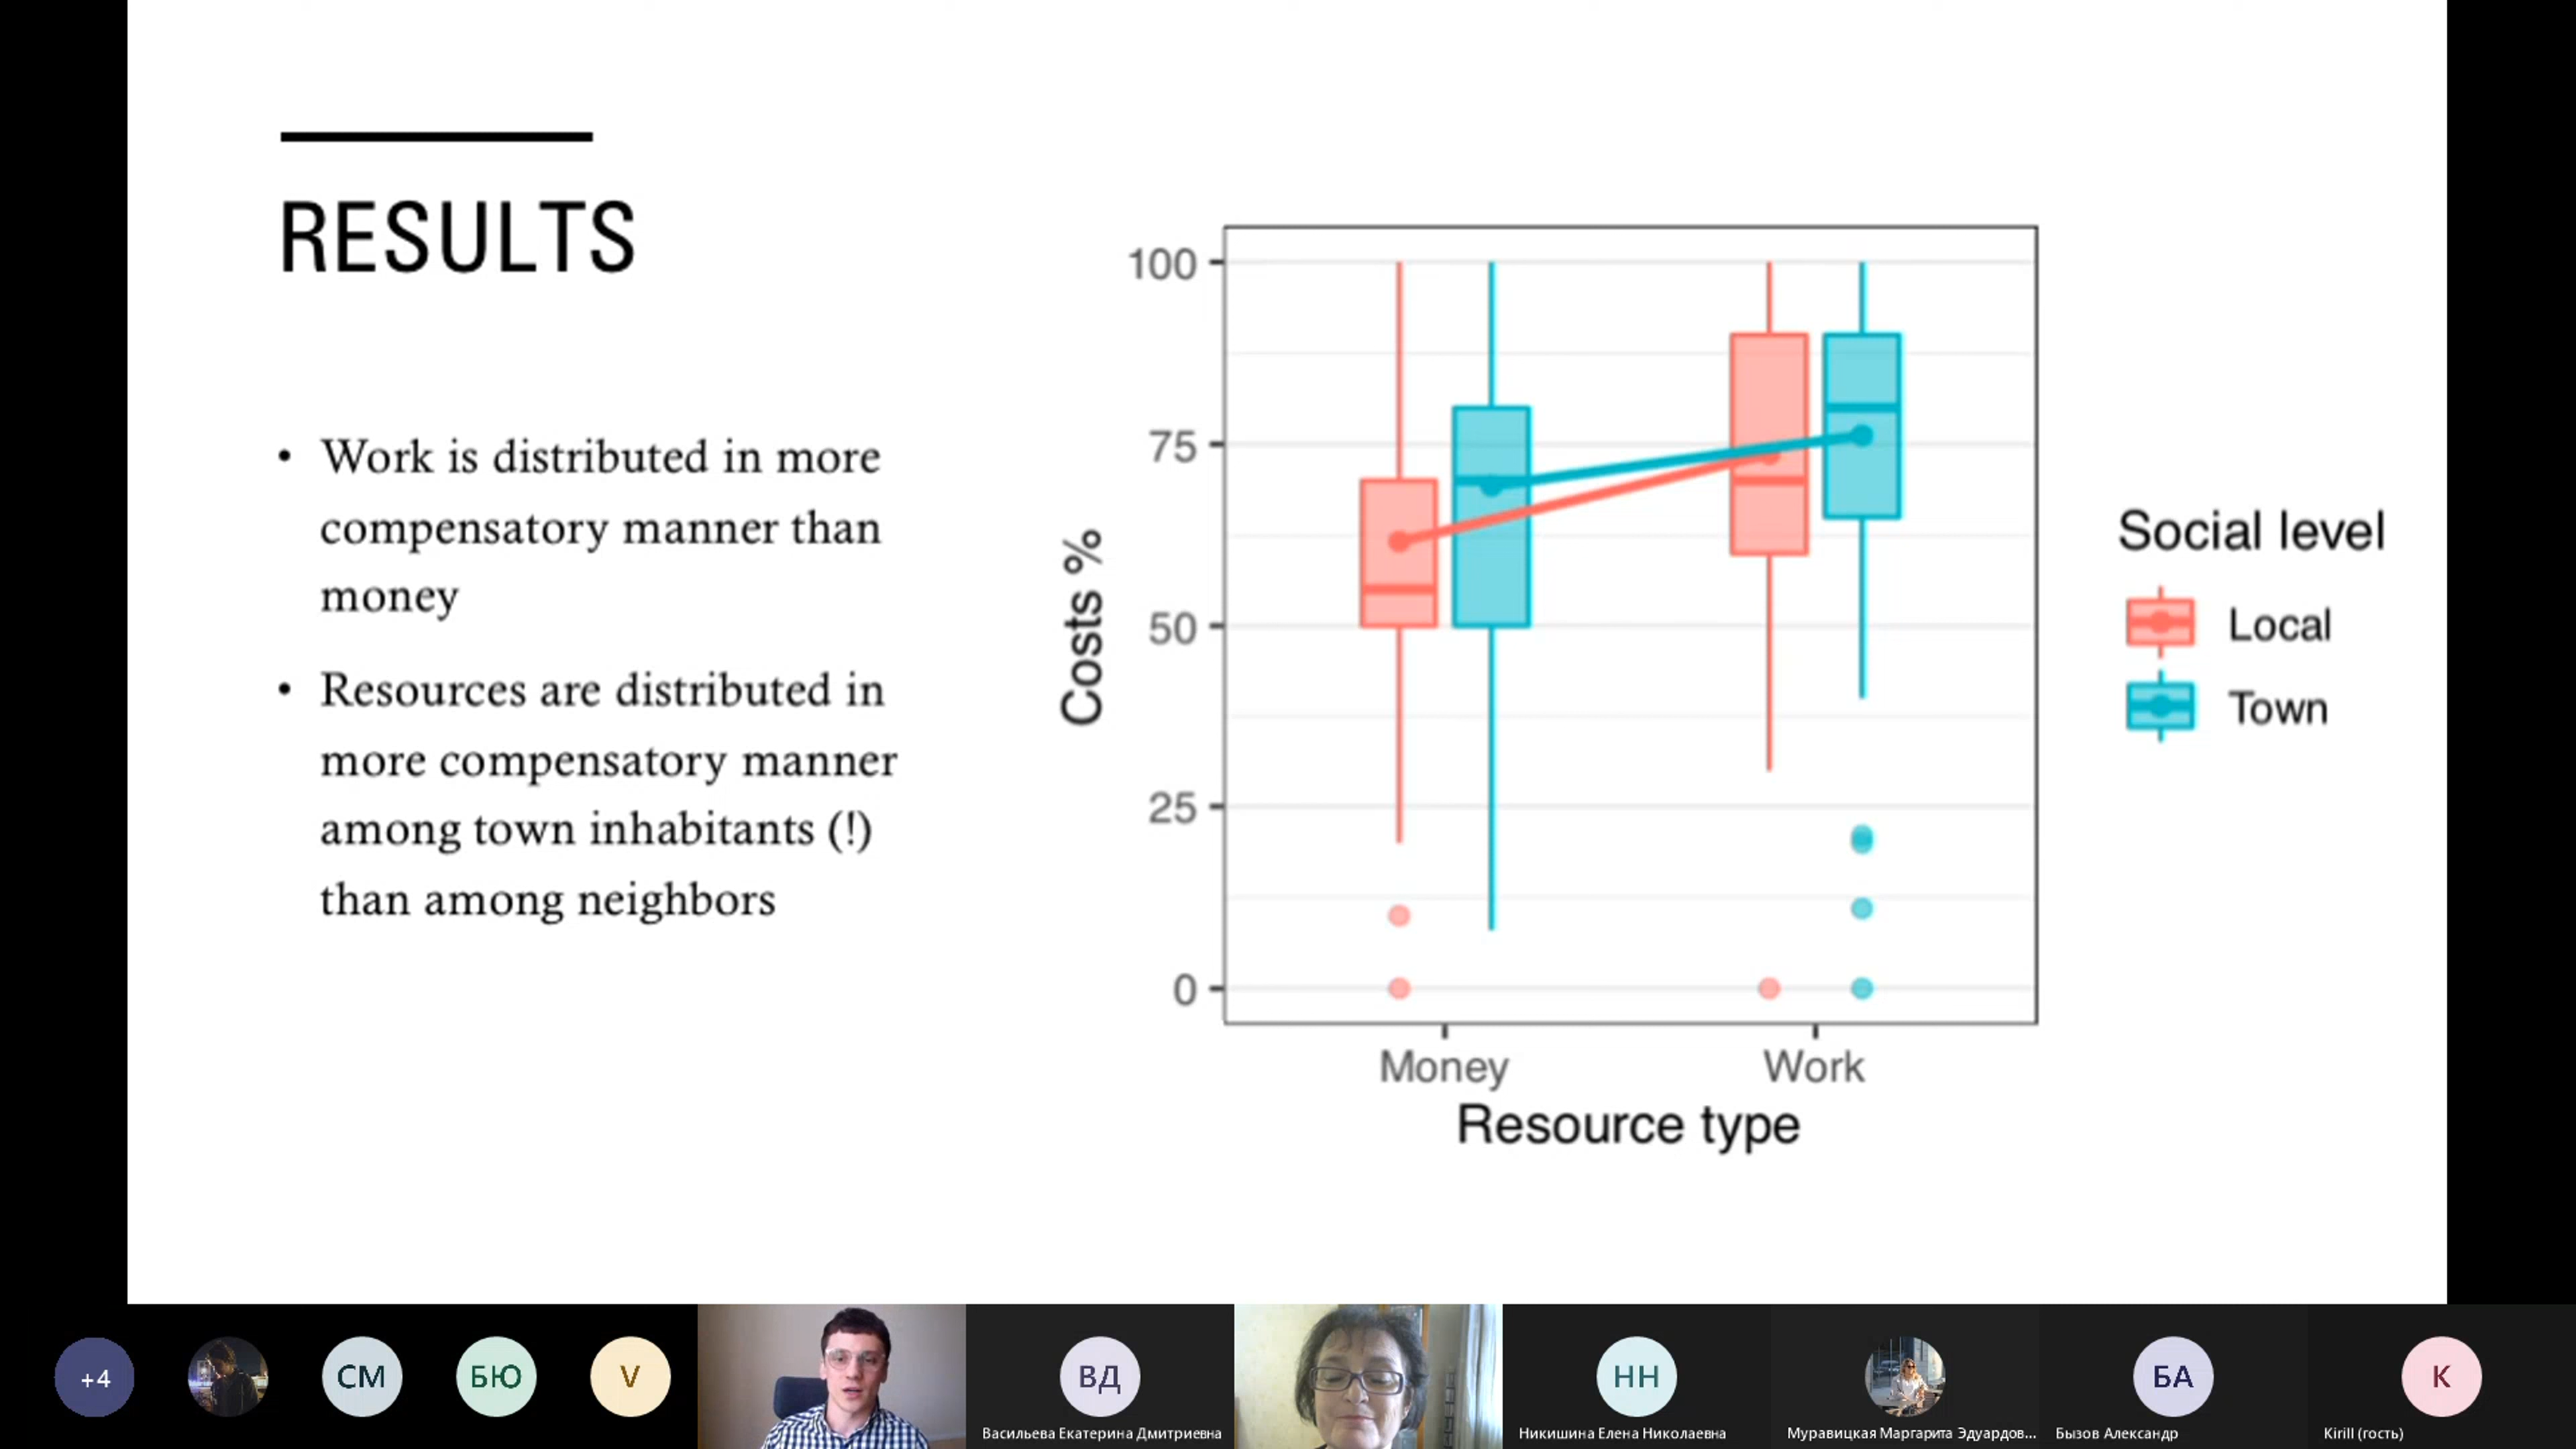 RESULTS
• Work is distributed in more
compensatory manner than
money
• Resources are distributed in
more compensatory manner
among town inhabitants (!)
than among neighbors
100
75
50
25
0
Costs %
Money
Work
Resource type
Social level
Local
Town
+4
СМ
БЮ
V
ВД
Васильева Екатерина Дмитриевна
НН
Никишина Елена Николаевна
Муравицкая Маргарита Эдуардов...
БА
Бызов Александр
K
Kirill (гость)